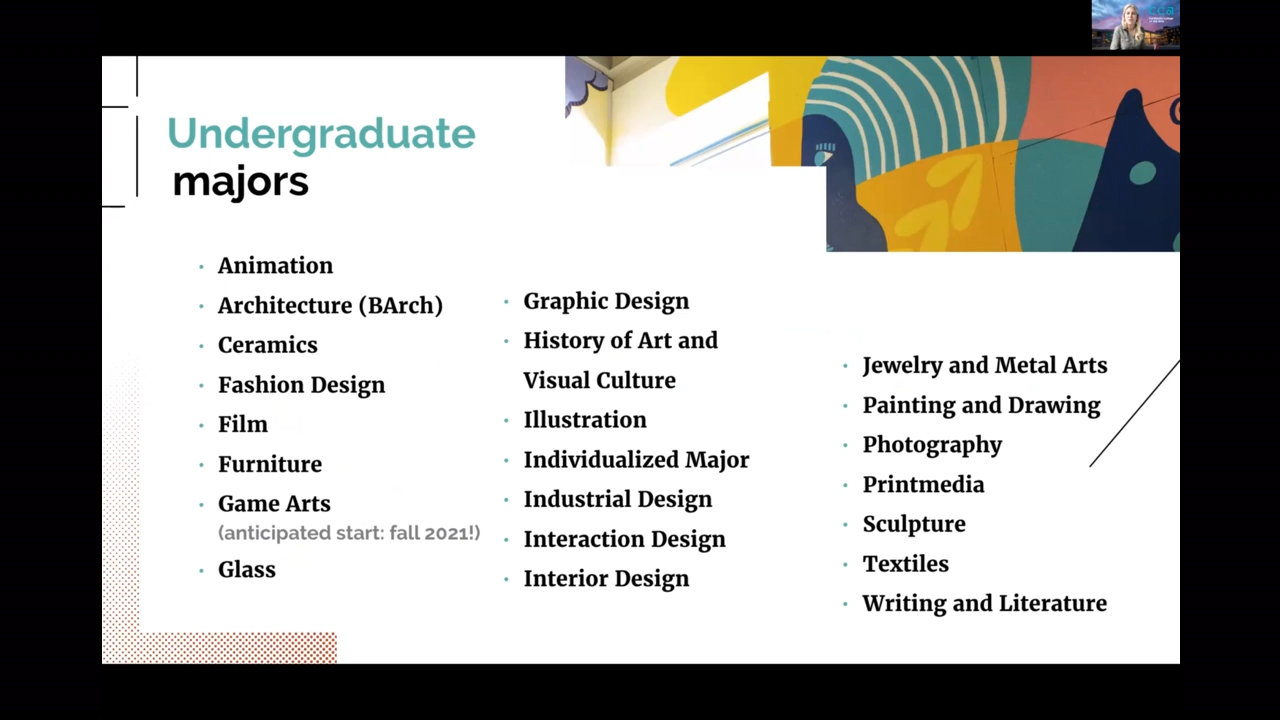 cca
Undergraduate
majors
Animation
Architecture (BArch)
Ceramics
Fashion Design
Film
Furniture
Game Arts
(anticipated start: fall 2021!)
Glass
Graphic Design
History of Art and
Visual Culture
Illustration
Individualized Major
Industrial Design
Interaction Design
Interior Design
Jewelry and Metal Arts
Painting and Drawing
Photography
Printmedia
Sculpture
Textiles
Writing and Literature